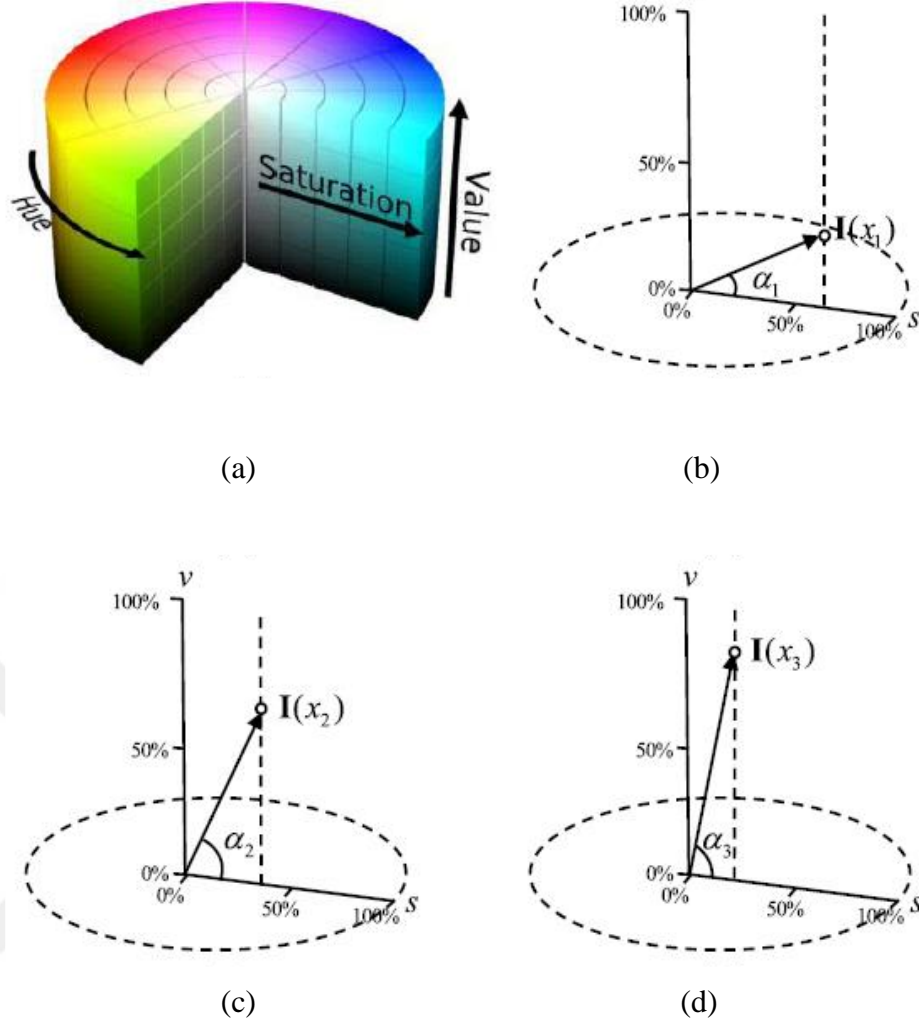 Hue
Saturation
Value
(a)
100%
50%
0%
0%
50%
100%
s
I(x₁)
α₁
(b)
v
100%
50%
0%
0%
50%
100%
s
I(x₂)
α₂
(c)
v
100%
50%
0%
0%
50%
100%
s
I(x₃)
α₃
(d)